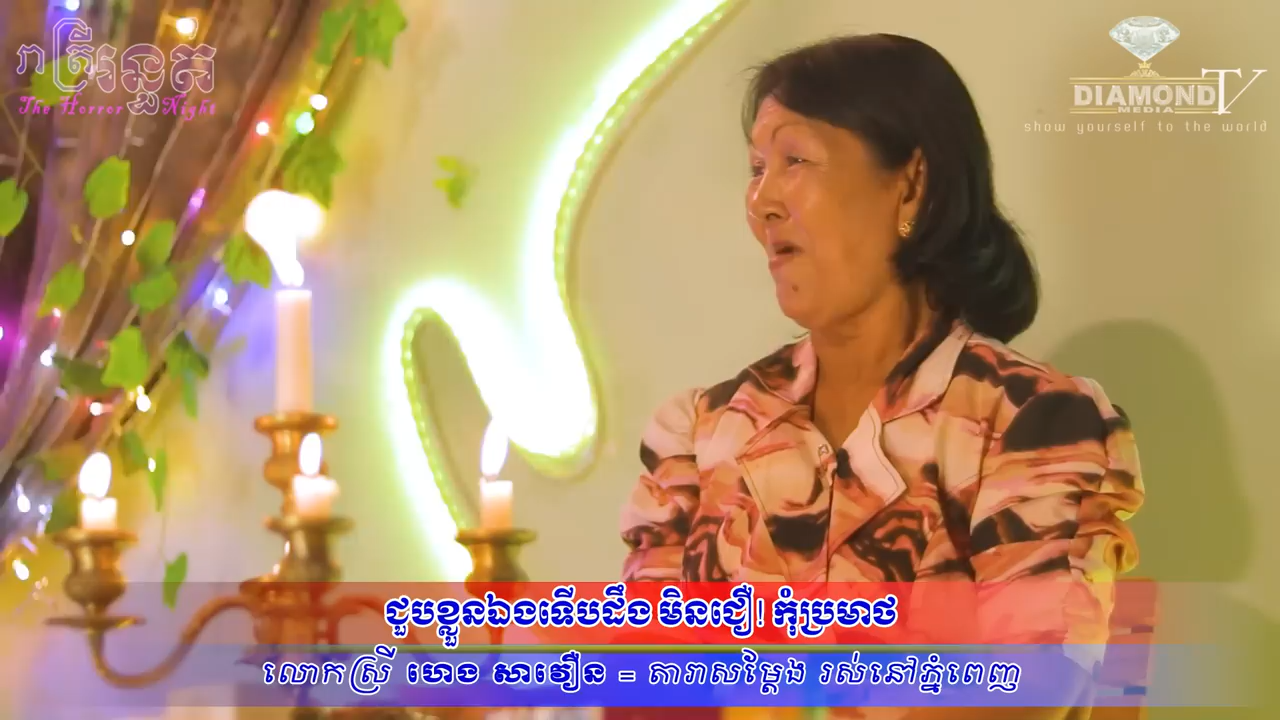 រាត្រីរន្ធត់
The Horror Night
DIAMOND TV
MEDIA
show yourself to the world
ជួបខ្លួនឯងទើបដឹង មិនជឿ! កុំប្រមាថ
លោកស្រី ហេង សាវឿន = តារាសម្ដែង រស់នៅភ្នំពេញ